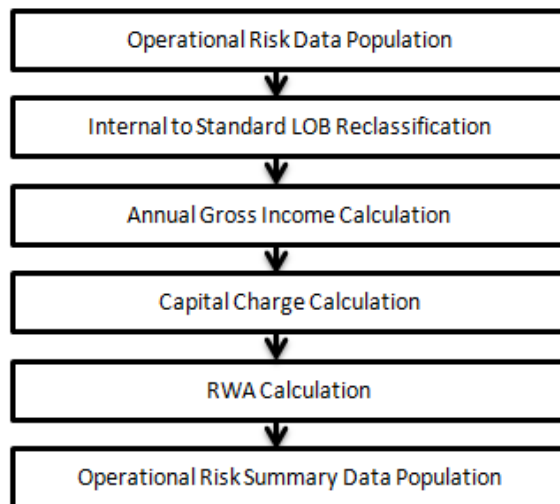 Operational Risk Data Population
Internal to Standard LOB Reclassification
Annual Gross Income Calculation
Capital Charge Calculation
RWA Calculation
Operational Risk Summary Data Population